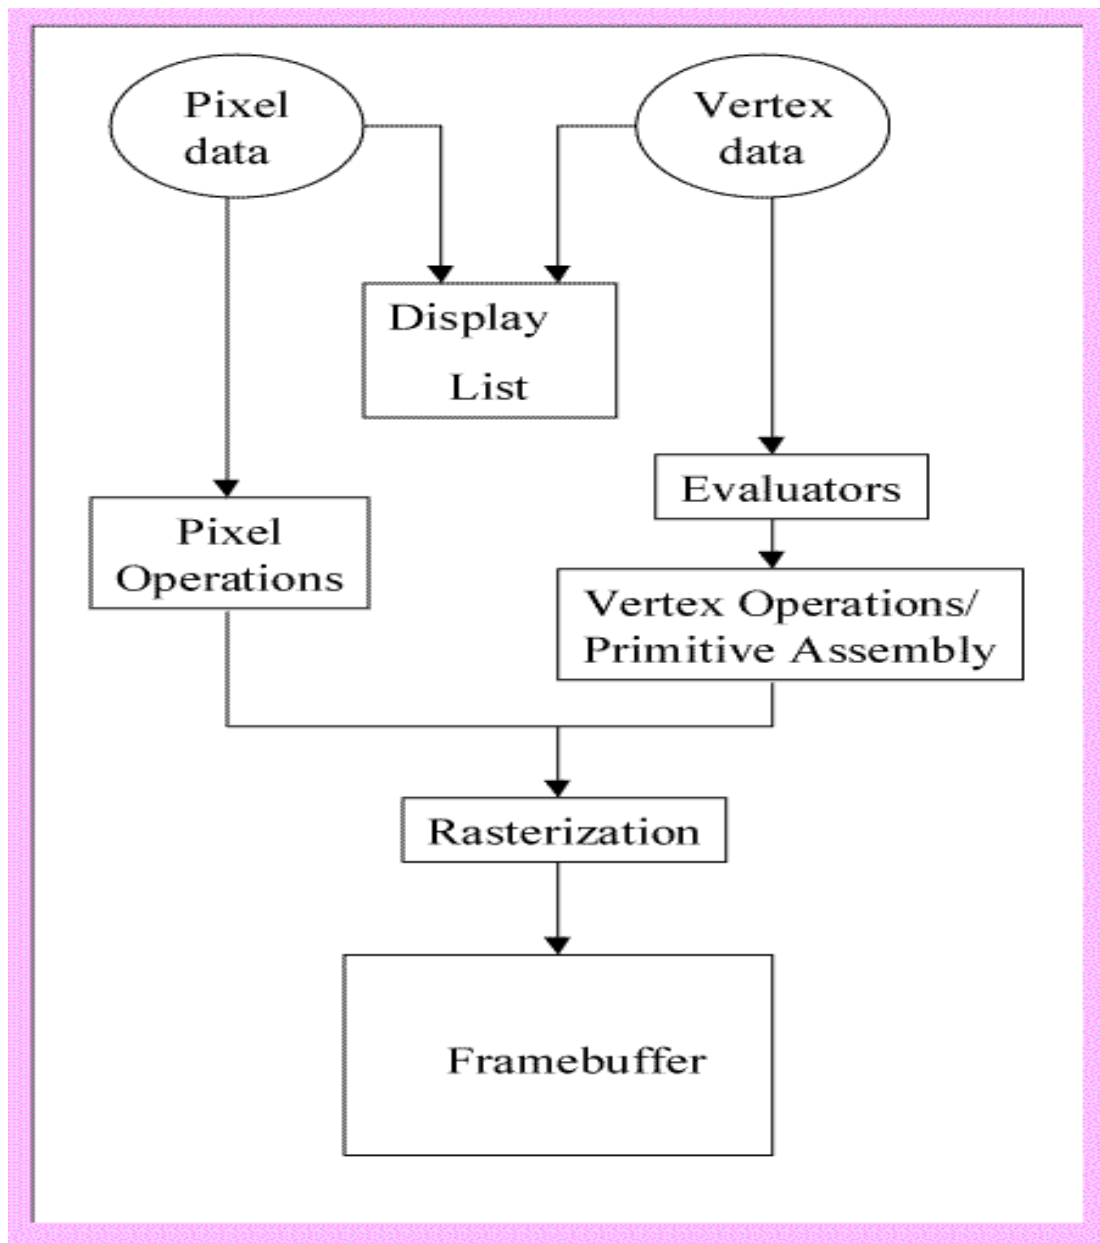 Pixel
data
Vertex
data
Display
List
Evaluators
Pixel
Operations
Vertex Operations/
Primitive Assembly
Rasterization
Framebuffer